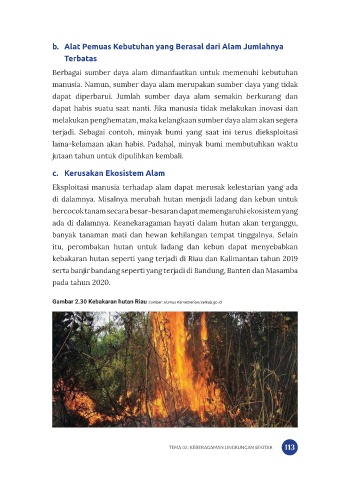 b. Alat Pemuas Kebutuhan yang Berasal dari Alam Jumlahnya
Terbatas
Berbagai sumber daya alam dimanfaatkan untuk memenuhi kebutuhan
manusia. Namun, sumber daya alam merupakan sumber daya yang tidak
dapat diperbarui. Jumlah sumber daya alam semakin berkurang dan
dapat habis suatu saat nanti. Jika manusia tidak melakukan inovasi dan
melakukan penghematan, maka kelangkaan sumber daya alam akan segera
terjadi. Sebagai contoh, minyak bumi yang saat ini terus dieksploitasi
lama-kelamaan akan habis. Padahal, minyak bumi membutuhkan waktu
jutaan tahun untuk dipulihkan kembali.
c. Kerusakan Ekosistem Alam
Eksploitasi manusia terhadap alam dapat merusak kelestarian yang ada
di dalamnya. Misalnya merubah hutan menjadi ladang dan kebun untuk
bercocok tanam secara besar-besaran dapat memengaruhi ekosistem yang
ada di dalamnya. Keanekaragaman hayati dalam hutan akan terganggu,
banyak tanaman mati dan hewan kehilangan tempat tinggalnya. Selain
itu, perombakan hutan untuk ladang dan kebun dapat menyebabkan
kebakaran hutan seperti yang terjadi di Riau dan Kalimantan tahun 2019
serta banjir bandang seperti yang terjadi di Bandung, Banten dan Masamba
pada tahun 2020.
Gambar 2.30 Kebakaran hutan Riau Sumber:
TEMA 02: KEBERAGAMAN LINGKUNGAN SEKITAR 113